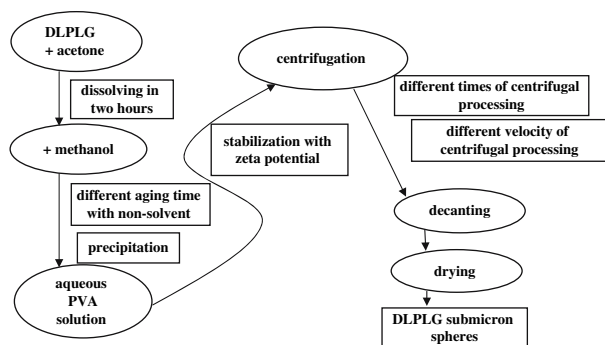 DLPLG
+ acetone
dissolving in
two hours
+ methanol
different aging time
with non-solvent
precipitation
aqueous
PVA
solution
stabilization with
zeta potential
centrifugation
different times of centrifugal
processing
different velocity of
centrifugal processing
decanting
drying
DLPLG submicron
spheres